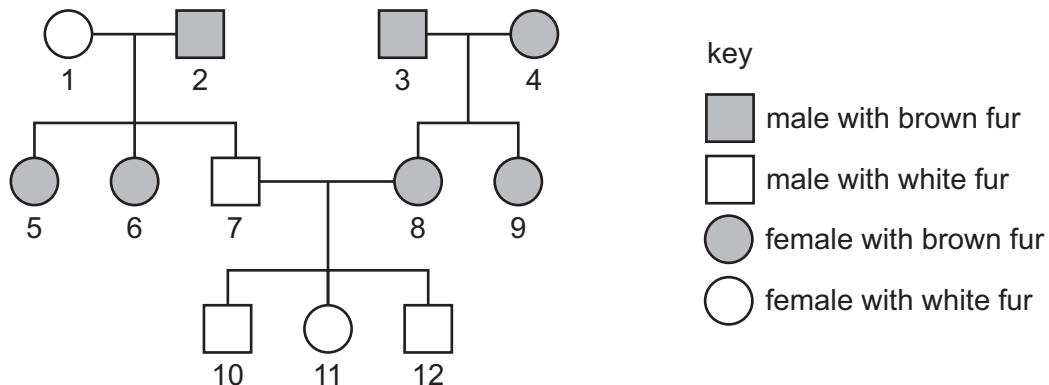 1 2 3 4
key
male with brown fur
male with white fur
female with brown fur
female with white fur
5 6 7 8 9
10 11 12